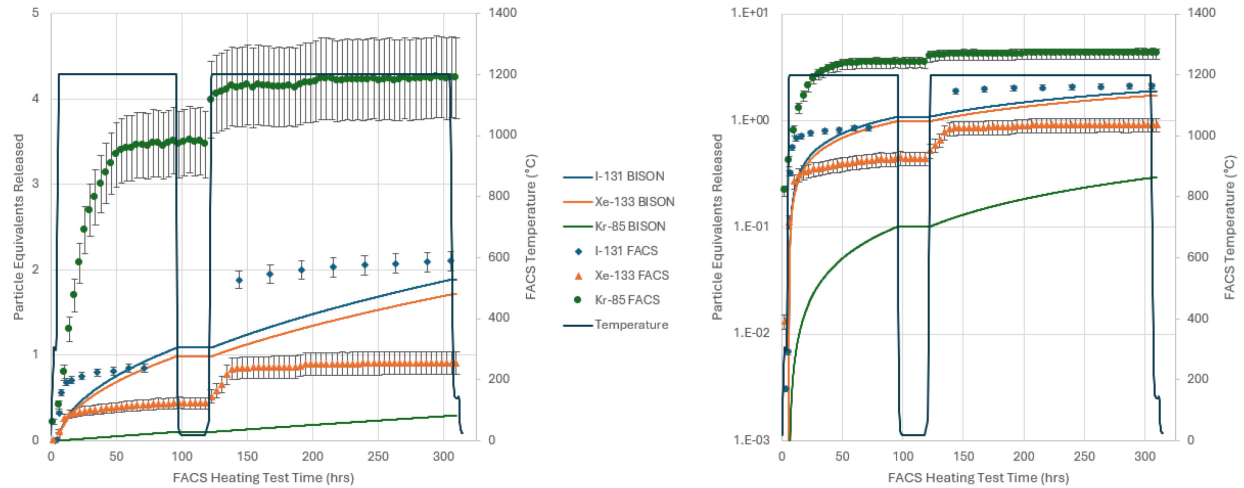 5
4
3
2
1
0
Particle Equivalents Released
1400
1200
1000
800
600
400
200
0
FACS Temperature (°C)
0
50
100
150
200
250
300
FACS Heating Test Time (hrs)
I-131 BISON
Xe-133 BISON
Kr-85 BISON
I-131 FACS
Xe-133 FACS
Kr-85 FACS
Temperature
1.E+01
1.E+00
1.E-01
1.E-02
1.E-03
Particle Equivalents Released
1400
1200
1000
800
600
400
200
0
FACS Temperature (°C)
0
50
100
150
200
250
300
FACS Heating Test Time (hrs)